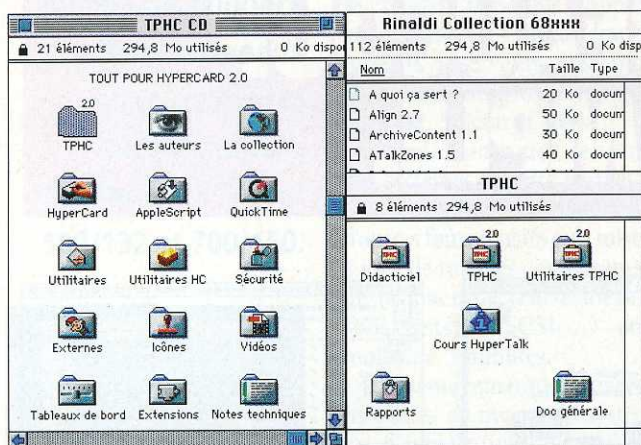 TPHC CD
21 éléments 294,8 Mo utilisés 0 Ko dispo
TOUT POUR HYPERCARD 2.0
2.0
TPHC Les auteurs La collection
HyperCard AppleScript QuickTime
Utilitaires Utilitaires HC Sécurité
Externes Icônes Vidéos
Tableaux de bord Extensions Notes techniques
Rinaldi Collection 68xxx
112 éléments 294,8 Mo utilisés 0 Ko disp
Nom Taille Type
A quoi ça sert ? 20 Ko docum
Align 2.7 50 Ko docum
ArchiveContent 1.1 30 Ko docum
ATalkZones 1.5 40 Ko docum
TPHC
8 éléments 294,8 Mo utilisés
2.0 2.0
TPHC TPHC TPHC
Didacticiel TPHC Utilitaires TPHC
Cours HyperTalk
Rapports Doc générale